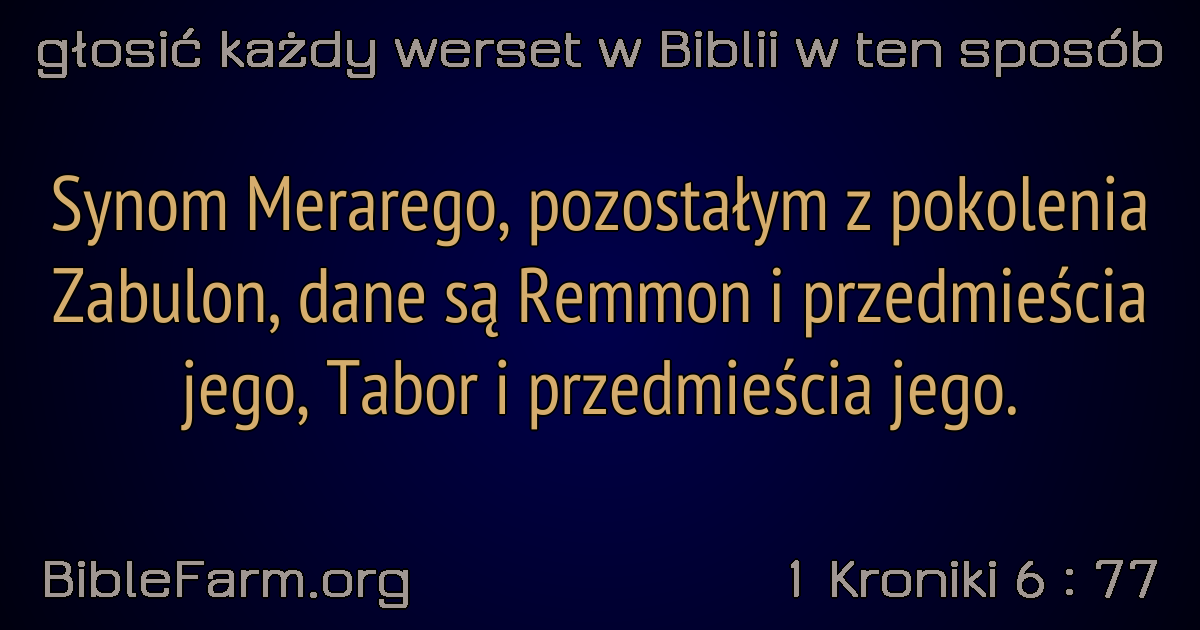 głosić każdy werset w Biblii w ten sposób
Synom Merarego, pozostałym z pokolenia
Zabulon, dane są Remmon i przedmieścia
jego, Tabor i przedmieścia jego.
BibleFarm.org
1 Kroniki 6 : 77